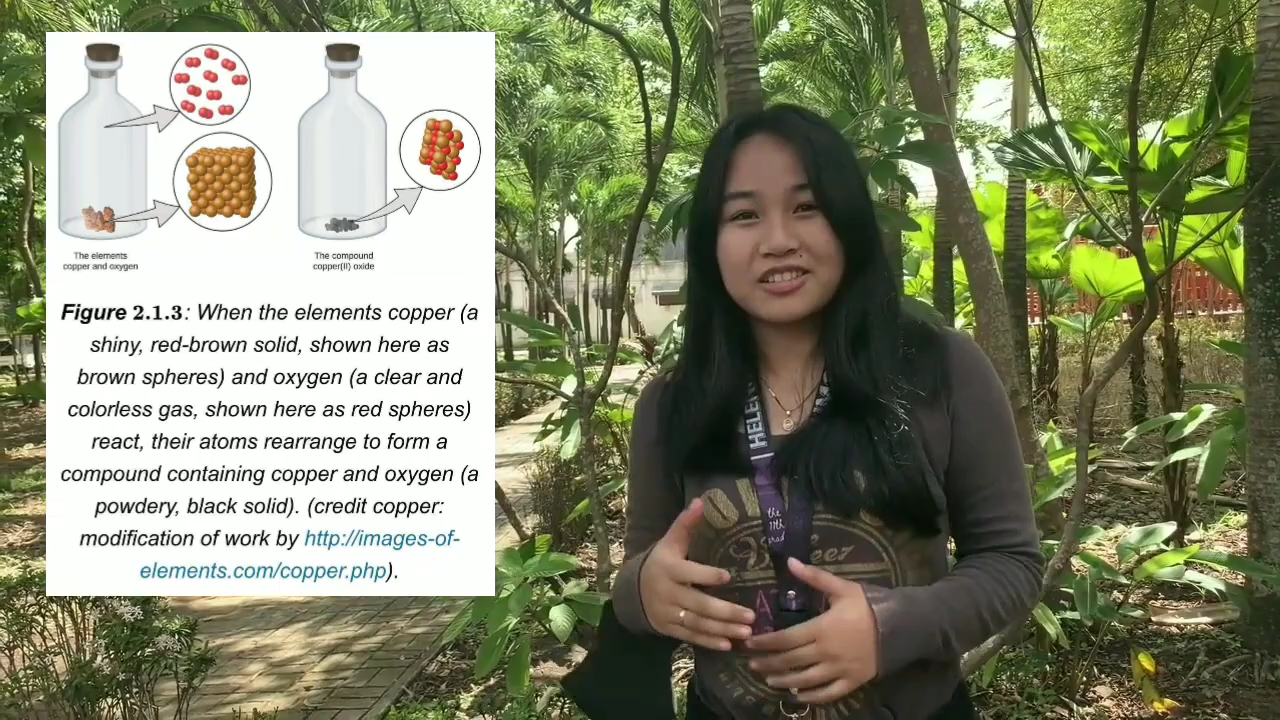 The elements
copper and oxygen
The compound
copper(II) oxide
Figure 2.1.3: When the elements copper (a
shiny, red-brown solid, shown here as
brown spheres) and oxygen (a clear and
colorless gas, shown here as red spheres)
react, their atoms rearrange to form a
compound containing copper and oxygen (a
powdery, black solid). (credit copper:
modification of work by http://images-of-
elements.com/copper.php).
HELEN
the